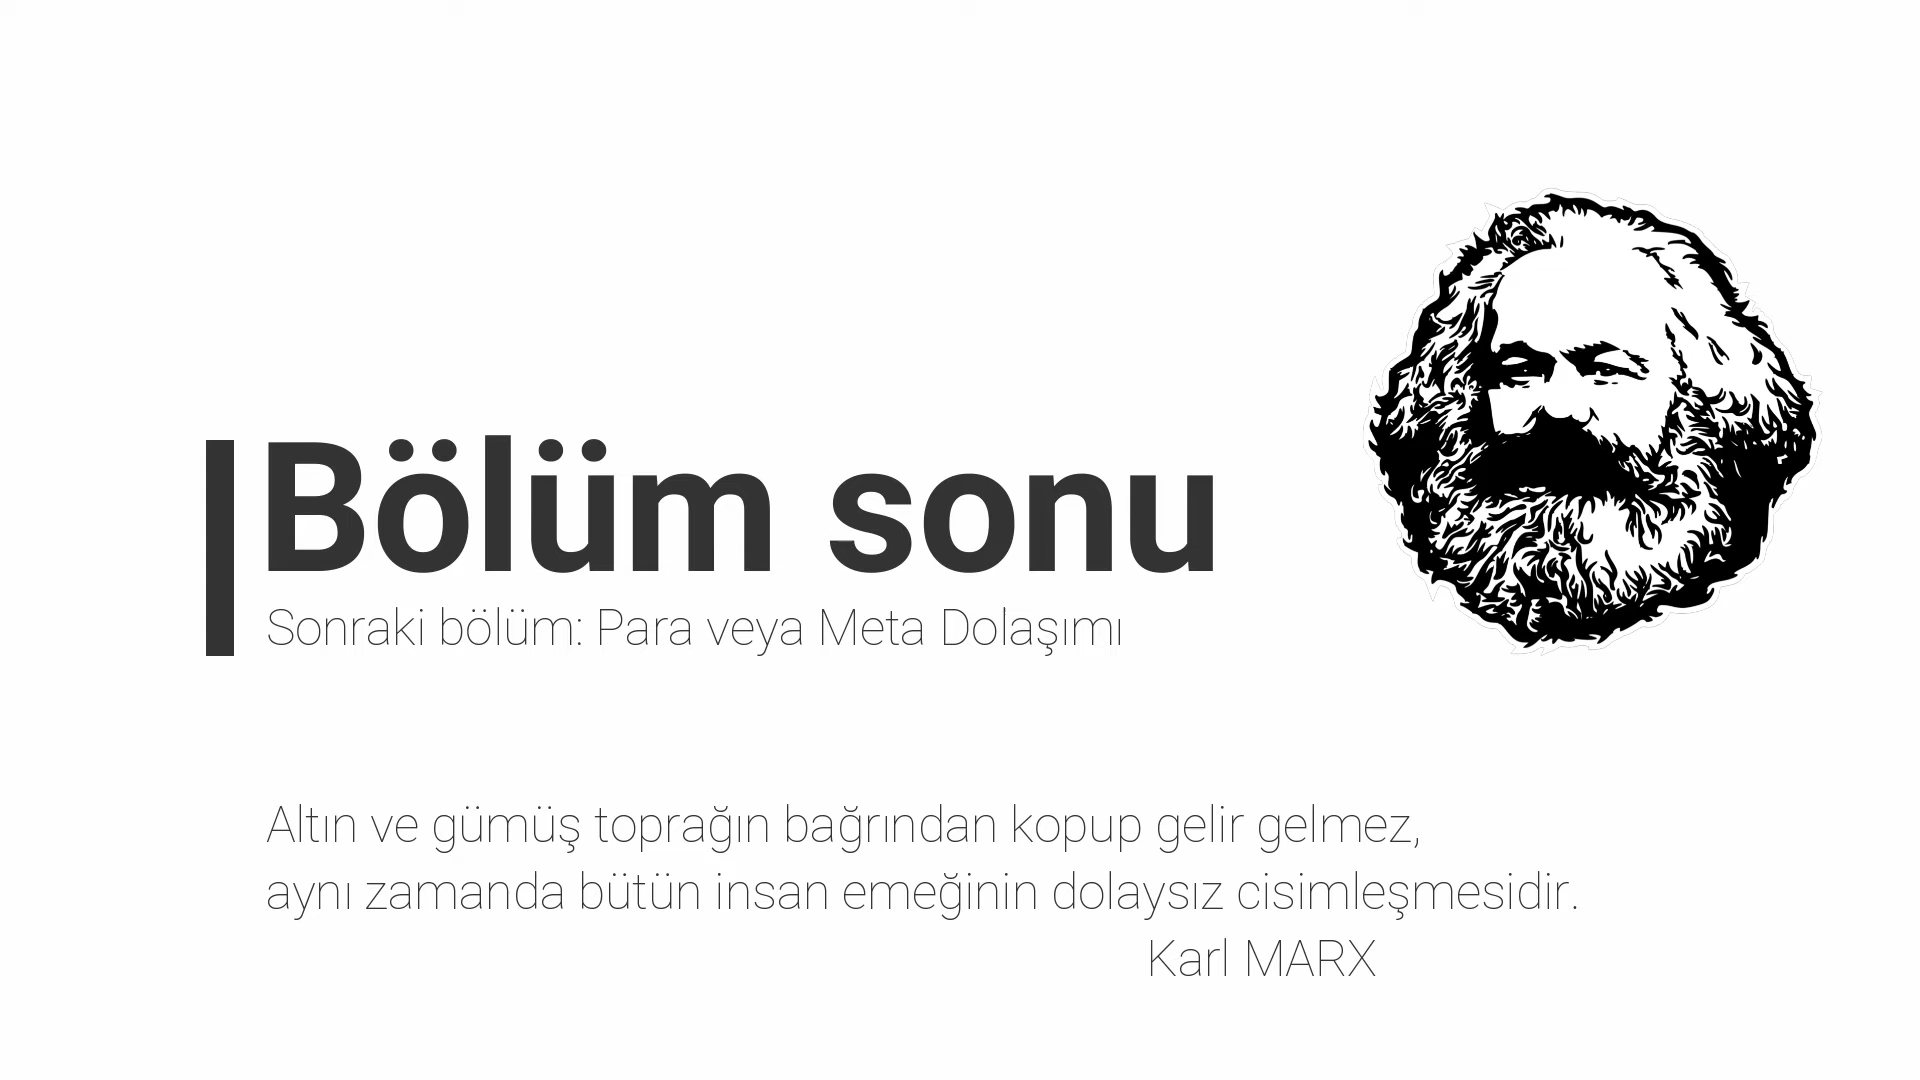 Bölüm sonu
Sonraki bölüm: Para veya Meta Dolaşımı
Altın ve gümüş toprağın bağrından kopup gelir gelmez,
aynı zamanda bütün insan emeğinin dolaysız cisimleşmesidir.
Karl MARX